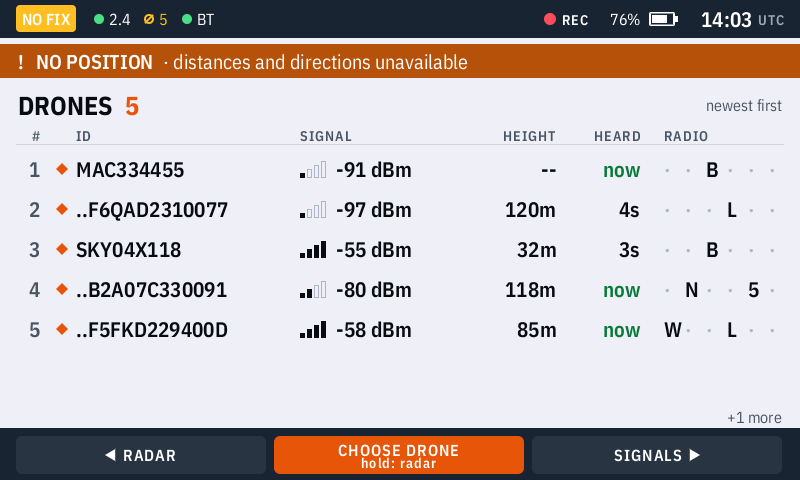 NO FIX 2.4 5 BT REC 76% 14:03 UTC
! NO POSITION · distances and directions unavailable
DRONES 5 newest first
# ID SIGNAL HEIGHT HEARD RADIO
1 MAC334455 -91 dBm -- now · · B · · ·
2 ..F6QAD2310077 -97 dBm 120m 4s · · · L · ·
3 SKY04X118 -55 dBm 32m 3s · · B · · ·
4 ..B2A07C330091 -80 dBm 118m now · N · · 5 ·
5 ..F5FKD229400D -58 dBm 85m now W · · L · ·
+1 more
◀ RADAR CHOOSE DRONE SIGNALS ▶
hold: radar